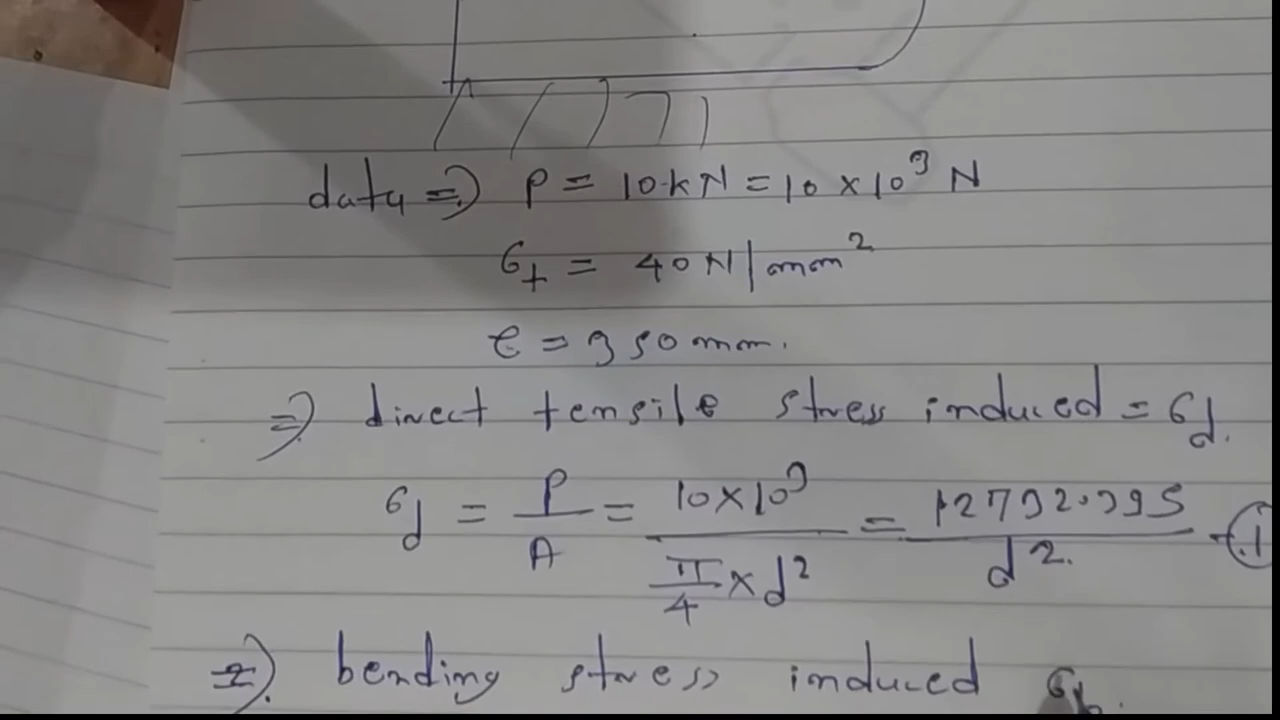 data => P = 10 kN = 10 × 10³ N
σt = 40 N/mm²
e = 350 mm.
=> direct tensile stress induced = σd.
σd = P/A = 10×10³ / (π/4 × d²) = 12732.395 / d². -①
=>. bending stress induced σb.